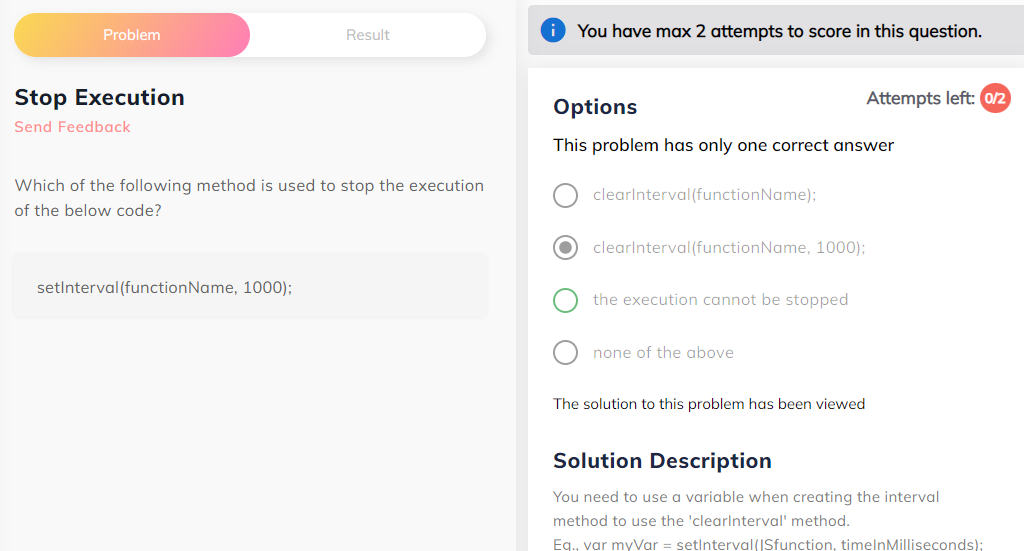 Problem
Result
Stop Execution
Send Feedback
Which of the following method is used to stop the execution
of the below code?
setInterval(functionName, 1000);
i
You have max 2 attempts to score in this question.
Options
Attempts left: 0/2
This problem has only one correct answer
clearInterval(functionName);
clearInterval(functionName, 1000);
the execution cannot be stopped
none of the above
The solution to this problem has been viewed
Solution Description
You need to use a variable when creating the interval
method to use the 'clearInterval' method.
Eg., var myVar = setInterval(JSfunction, timeInMilliseconds);